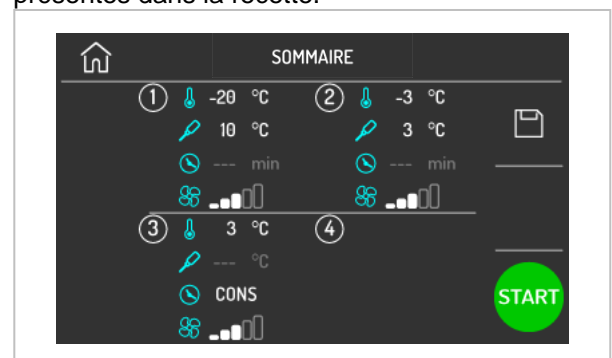 présentes dans la recette.
SOMMAIRE
1 -20 °C 2 -3 °C
10 °C 3 °C
--- min --- min
3 3 °C 4
--- °C
CONS
START